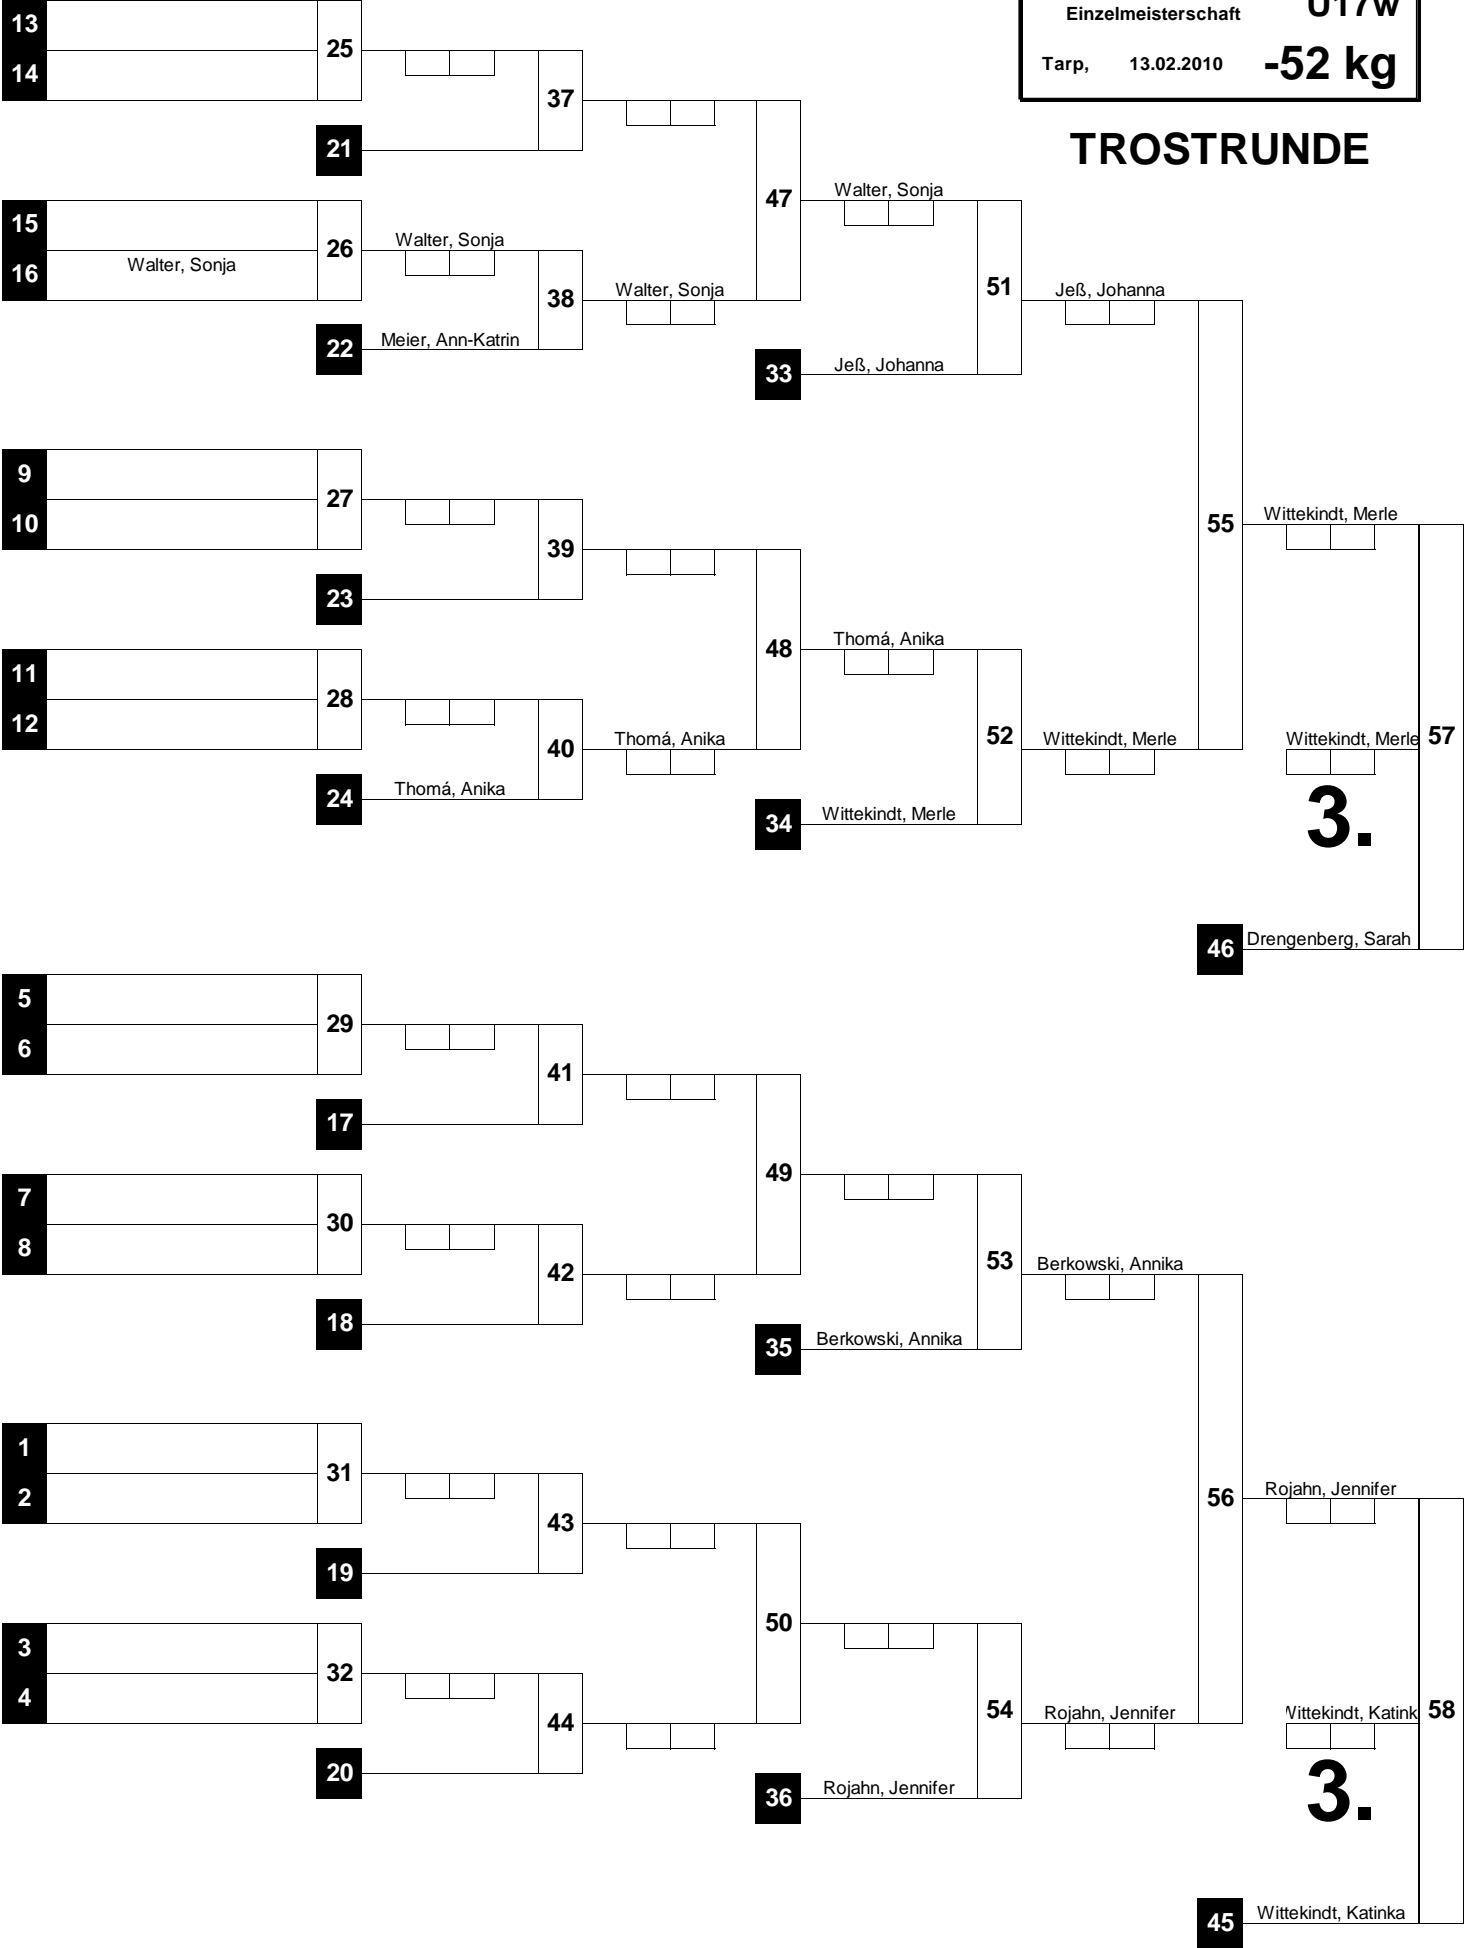 Einzelmeisterschaft U17w
Tarp, 13.02.2010 -52 kg
TROSTRUNDE
13
25
14
37
21
47
Walter, Sonja
15
26
Walter, Sonja
16
Walter, Sonja
38
Walter, Sonja
51
Jeß, Johanna
22
Meier, Ann-Katrin
33
Jeß, Johanna
9
27
10
39
55
Wittekindt, Merle
23
48
Thomá, Anika
11
28
12
40
Thomá, Anika
52
Wittekindt, Merle
Wittekindt, Merle
57
24
Thomá, Anika
34
Wittekindt, Merle
3.
46
Drengenberg, Sarah
5
29
6
41
17
49
7
30
8
42
53
Berkowski, Annika
18
35
Berkowski, Annika
1
31
2
43
56
Rojahn, Jennifer
19
50
3
32
4
44
54
Rojahn, Jennifer
Wittekindt, Katink
58
20
36
Rojahn, Jennifer
3.
45
Wittekindt, Katinka